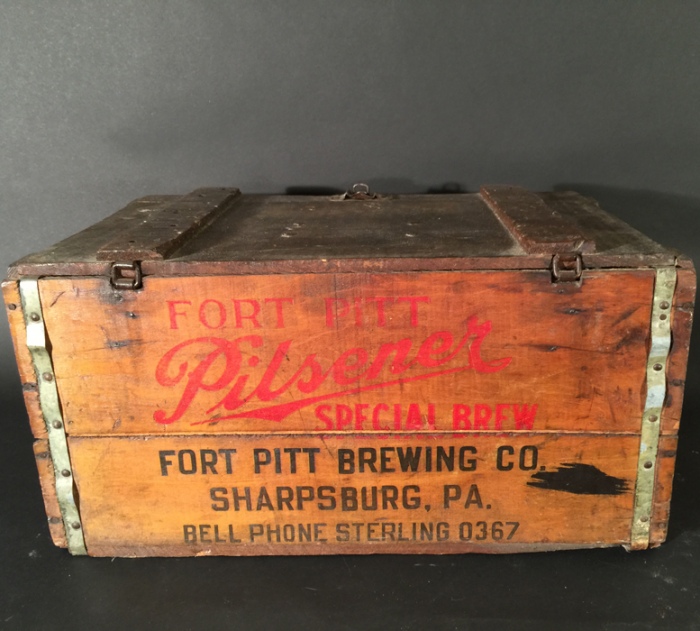 FORT PITT
Pilsener
SPECIAL BREW
FORT PITT BREWING CO.
SHARPSBURG, PA.
BELL PHONE STERLING 0367